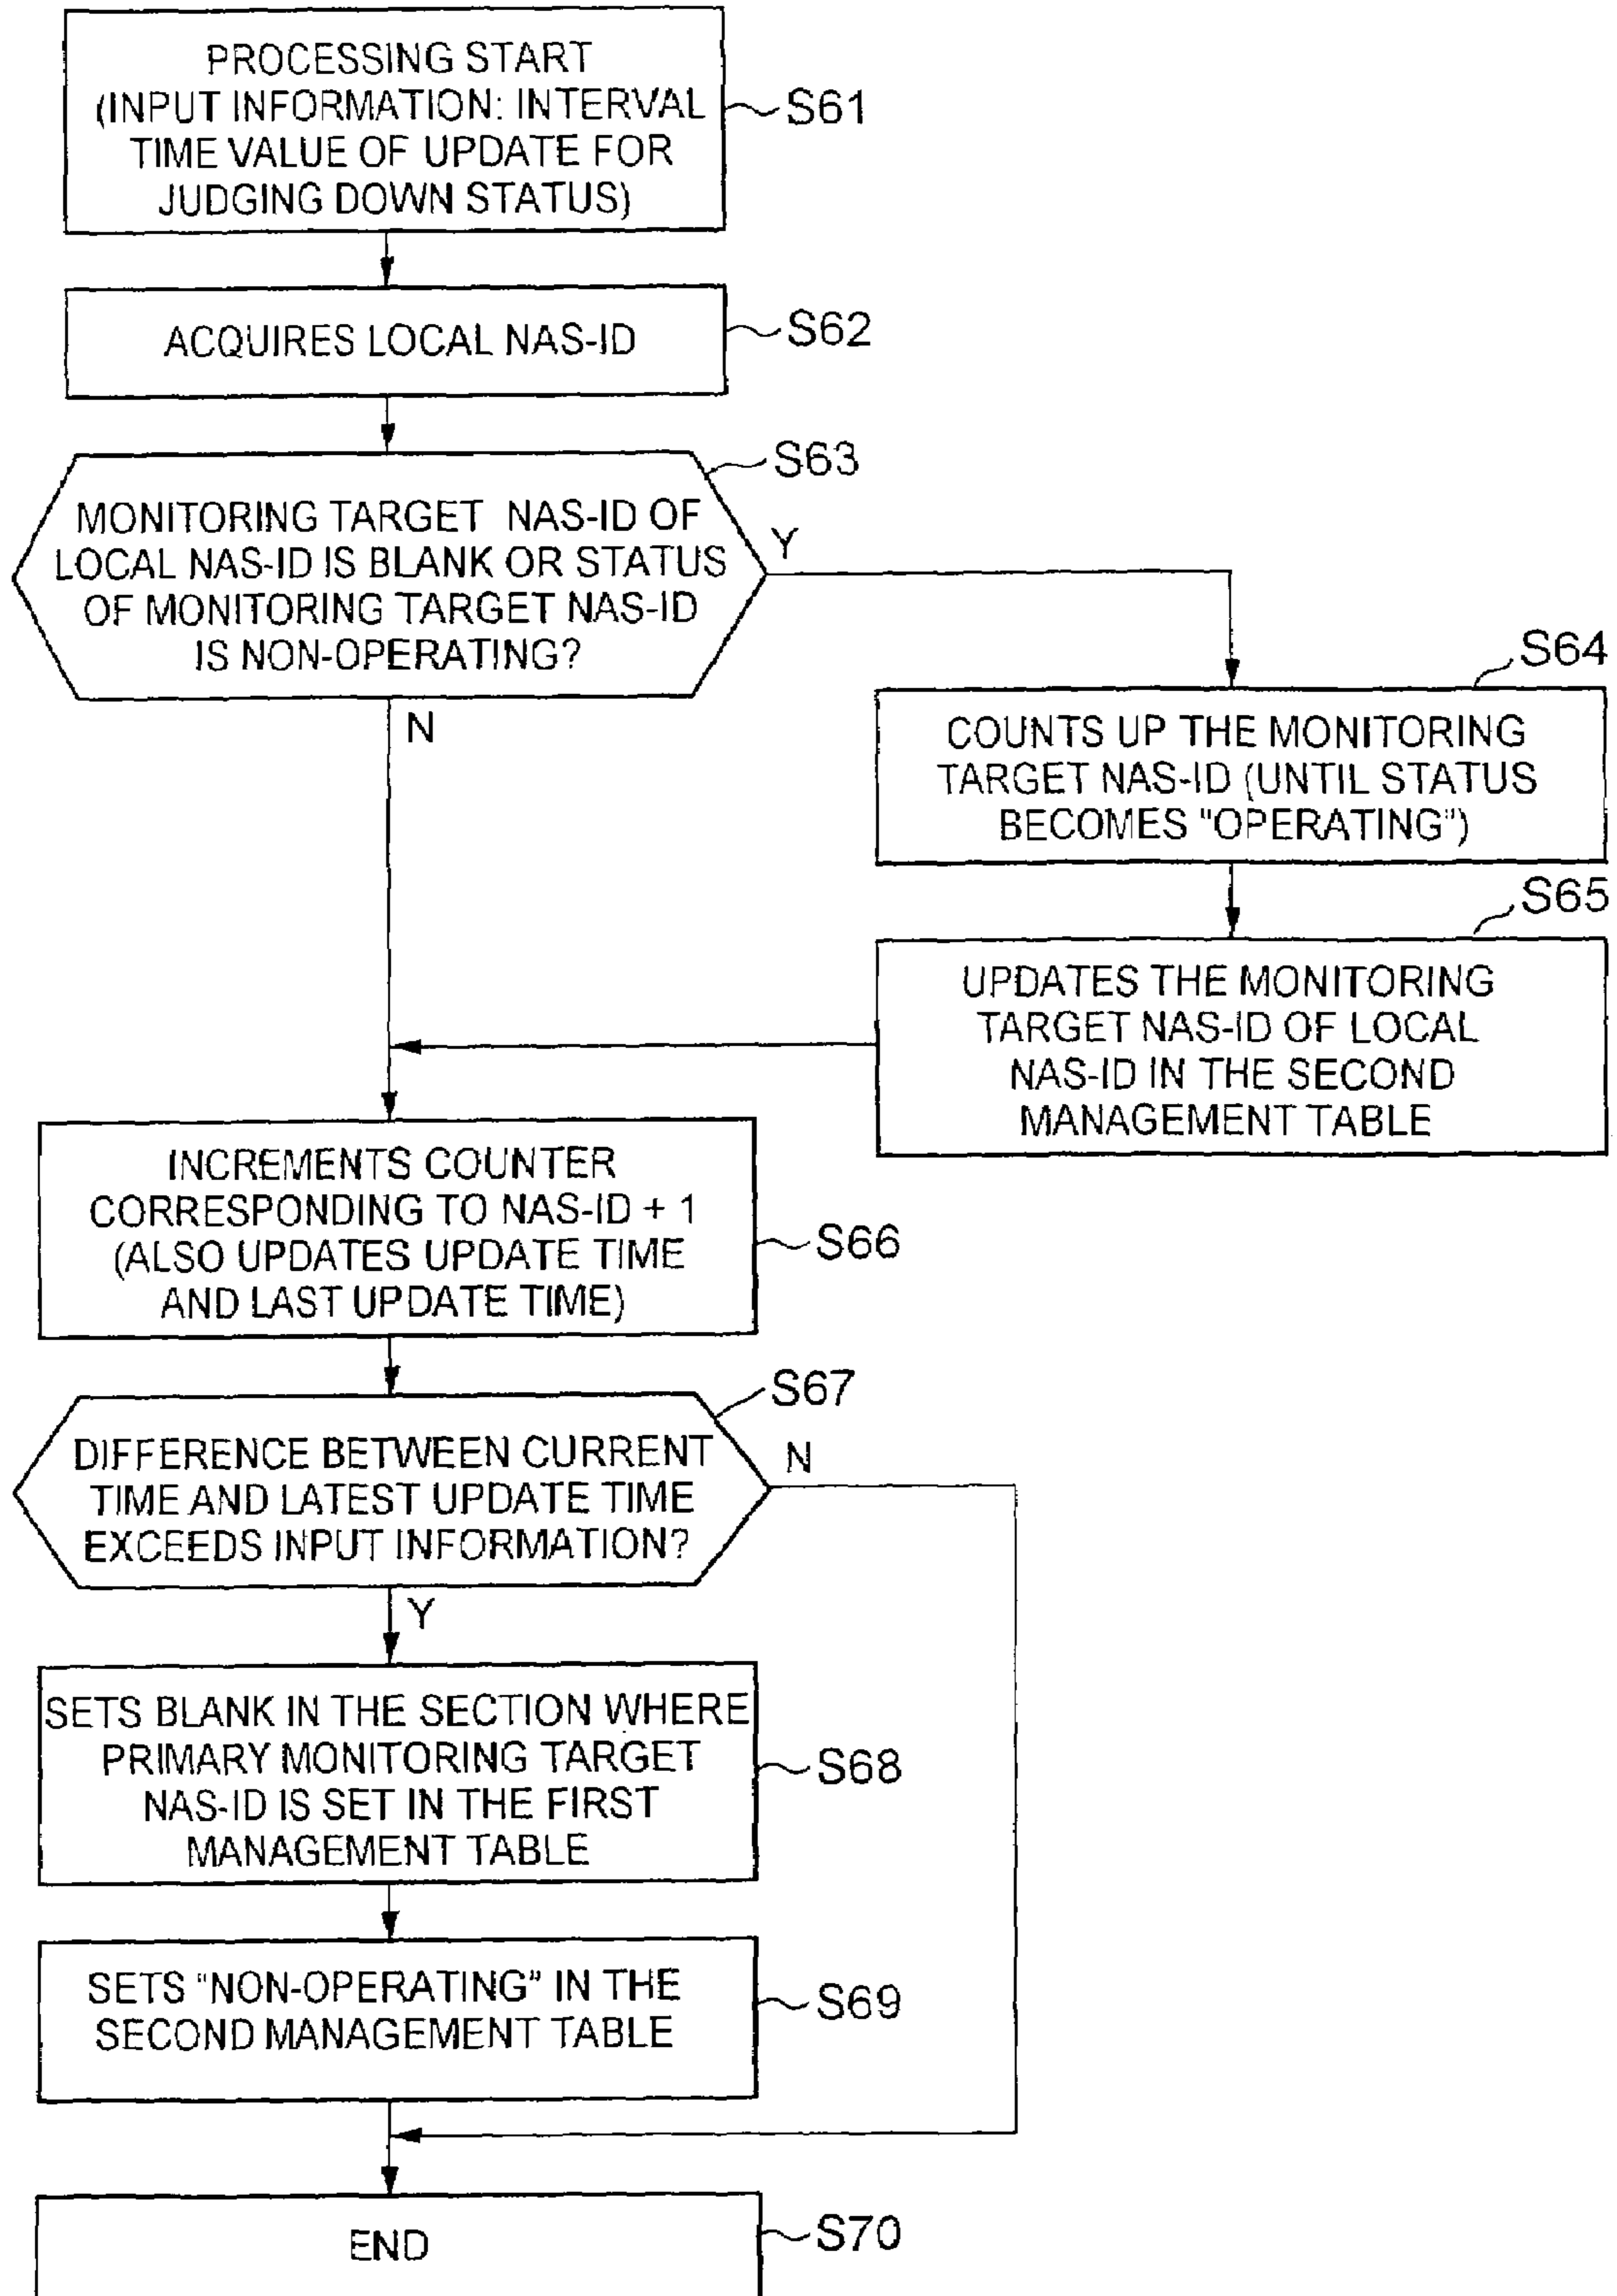 PROCESSING START
(INPUT INFORMATION: INTERVAL
TIME VALUE OF UPDATE FOR
JUDGING DOWN STATUS)
S61
ACQUIRES LOCAL NAS-ID
S62
S63
MONITORING TARGET NAS-ID OF
LOCAL NAS-ID IS BLANK OR STATUS
OF MONITORING TARGET NAS-ID
IS NON-OPERATING?
Y
N
S64
COUNTS UP THE MONITORING
TARGET NAS-ID (UNTIL STATUS
BECOMES "OPERATING")
S65
UPDATES THE MONITORING
TARGET NAS-ID OF LOCAL
NAS-ID IN THE SECOND
MANAGEMENT TABLE
INCREMENTS COUNTER
CORRESPONDING TO NAS-ID + 1
(ALSO UPDATES UPDATE TIME
AND LAST UPDATE TIME)
S66
S67
DIFFERENCE BETWEEN CURRENT
TIME AND LATEST UPDATE TIME
EXCEEDS INPUT INFORMATION?
N
Y
SETS BLANK IN THE SECTION WHERE
PRIMARY MONITORING TARGET
NAS-ID IS SET IN THE FIRST
MANAGEMENT TABLE
S68
SETS "NON-OPERATING" IN THE
SECOND MANAGEMENT TABLE
S69
END
S70